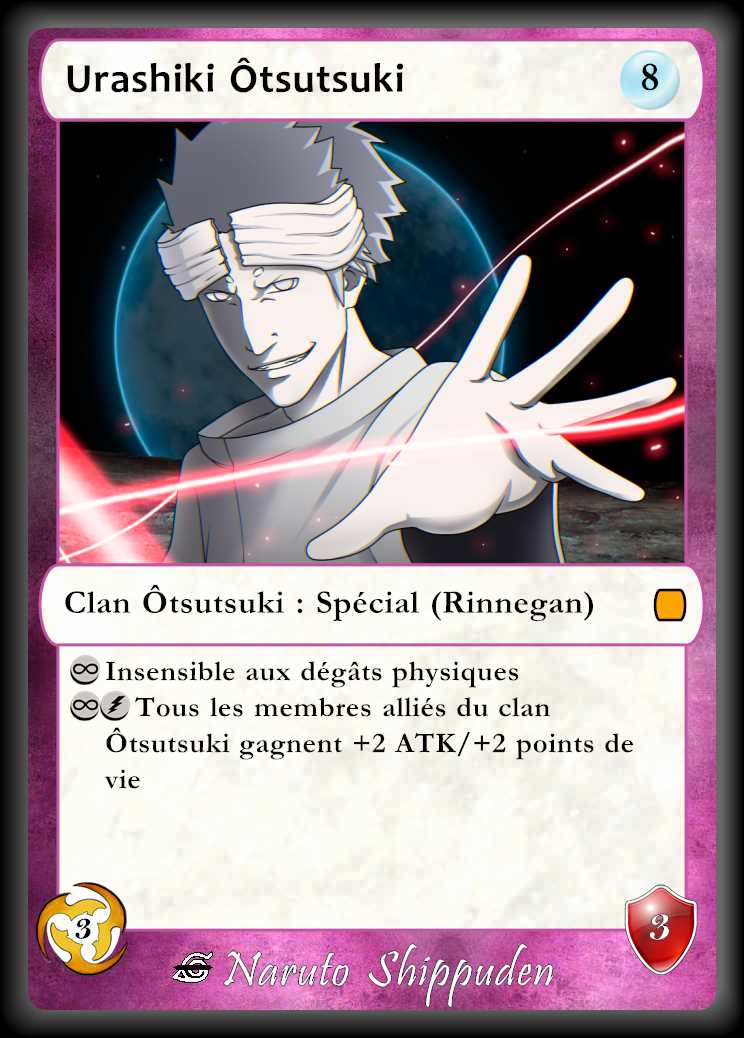 Urashiki Ôtsutsuki
8
Clan Ôtsutsuki : Spécial (Rinnegan)
Insensible aux dégâts physiques
Tous les membres alliés du clan
Ôtsutsuki gagnent +2 ATK/+2 points de
vie
3
3
Naruto Shippuden